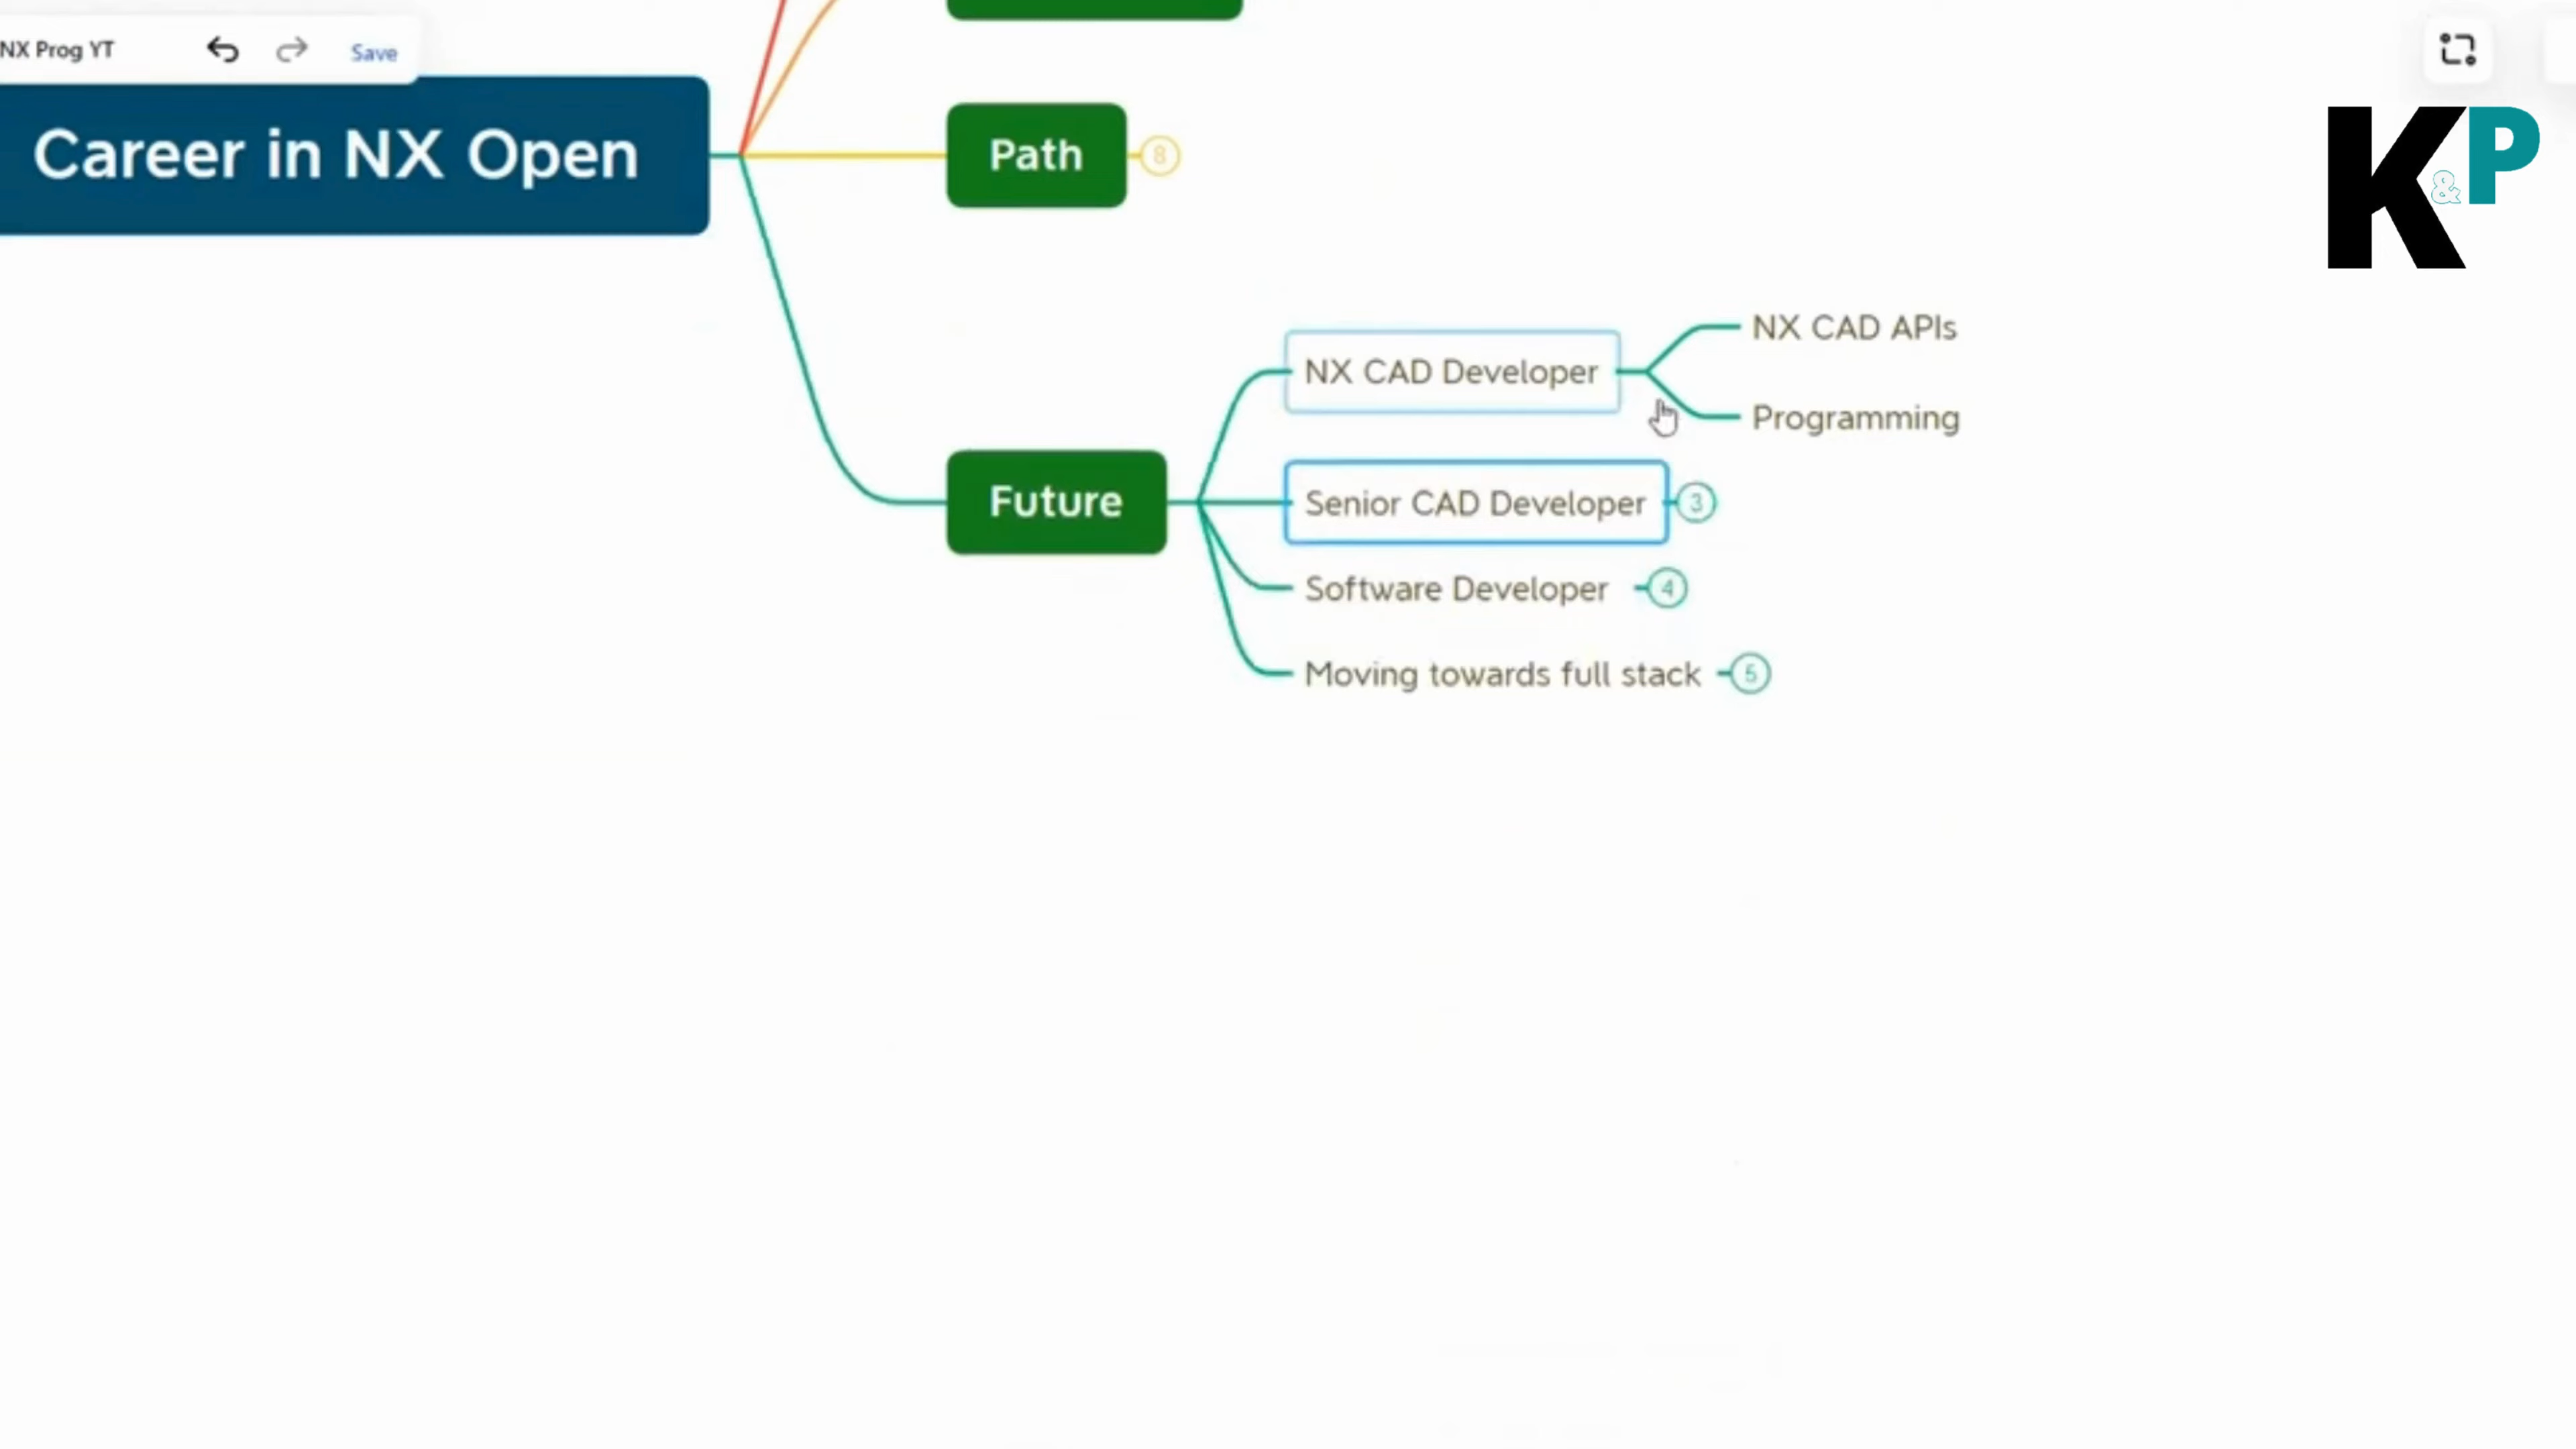 NX Prog YT
Save
K&P
Career in NX Open
Path
8
NX CAD APIs
NX CAD Developer
Programming
Future
Senior CAD Developer
3
Software Developer
4
Moving towards full stack
5